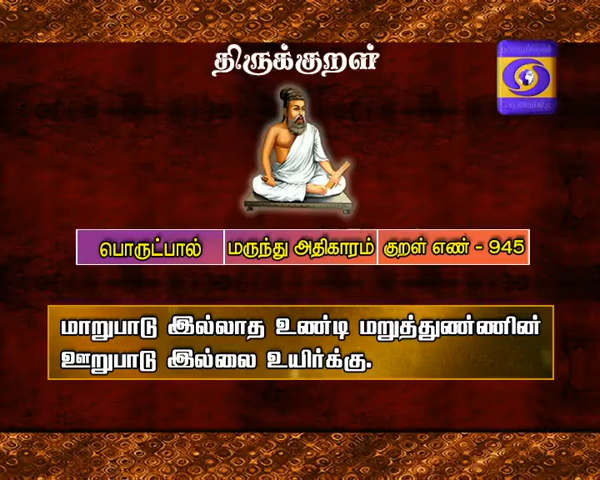 திருக்குறள்
பொருட்பால்
மருந்து அதிகாரம்
குறள் எண் - 945
மாறுபாடு இல்லாத உண்டி மறுத்துண்ணின்
ஊறுபாடு இல்லை உயிர்க்கு.